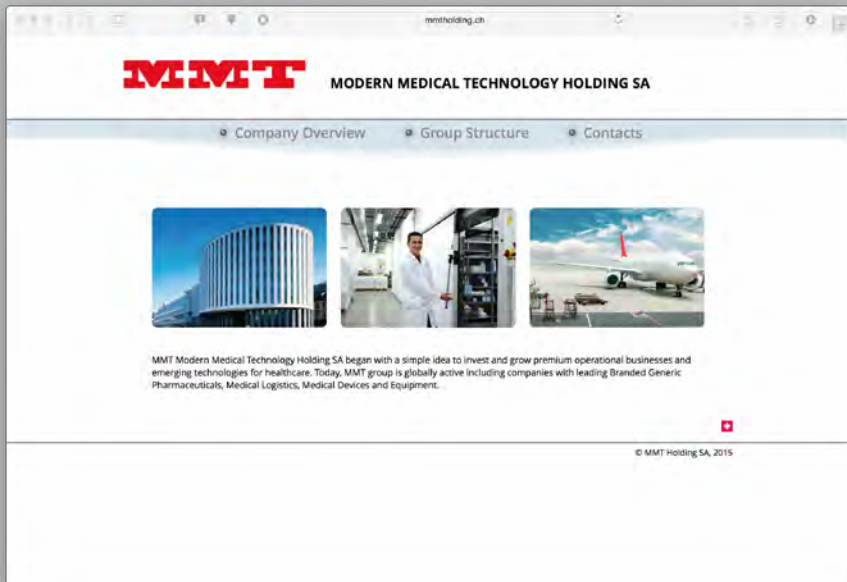 mmtholding.ch
MMT MODERN MEDICAL TECHNOLOGY HOLDING SA
Company Overview Group Structure Contacts
MMT Modern Medical Technology Holding SA began with a simple idea to invest and grow premium operational businesses and
emerging technologies for healthcare. Today, MMT group is globally active including companies with leading Branded Generic
Pharmaceuticals, Medical Logistics, Medical Devices and Equipment.
© MMT Holding SA, 2015